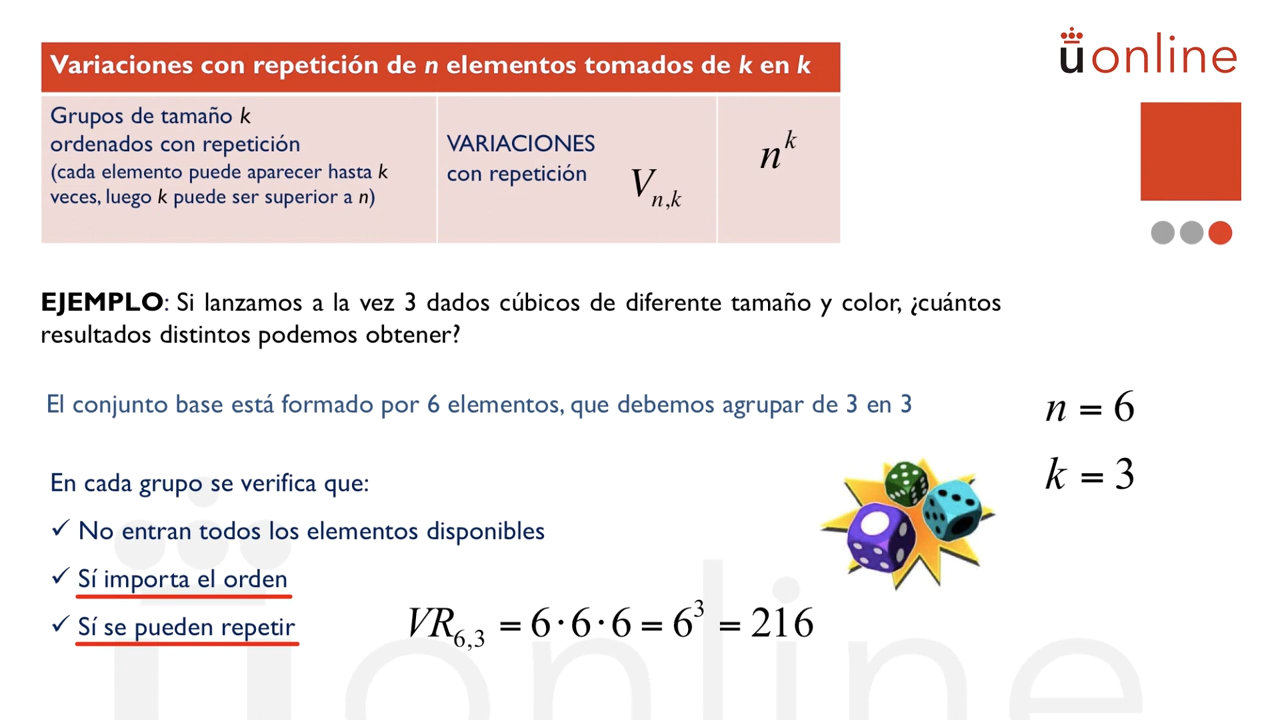 Variaciones con repetición de n elementos tomados de k en k
üonline
Grupos de tamaño k
ordenados con repetición
(cada elemento puede aparecer hasta k
veces, luego k puede ser superior a n)
VARIACIONES
con repetición
V_{n,k}
n^k
EJEMPLO: Si lanzamos a la vez 3 dados cúbicos de diferente tamaño y color, ¿cuántos
resultados distintos podemos obtener?
El conjunto base está formado por 6 elementos, que debemos agrupar de 3 en 3
n = 6
k = 3
En cada grupo se verifica que:
✓ No entran todos los elementos disponibles
✓ Sí importa el orden
✓ Sí se pueden repetir
VR_{6,3} = 6·6·6 = 6^3 = 216
üonline